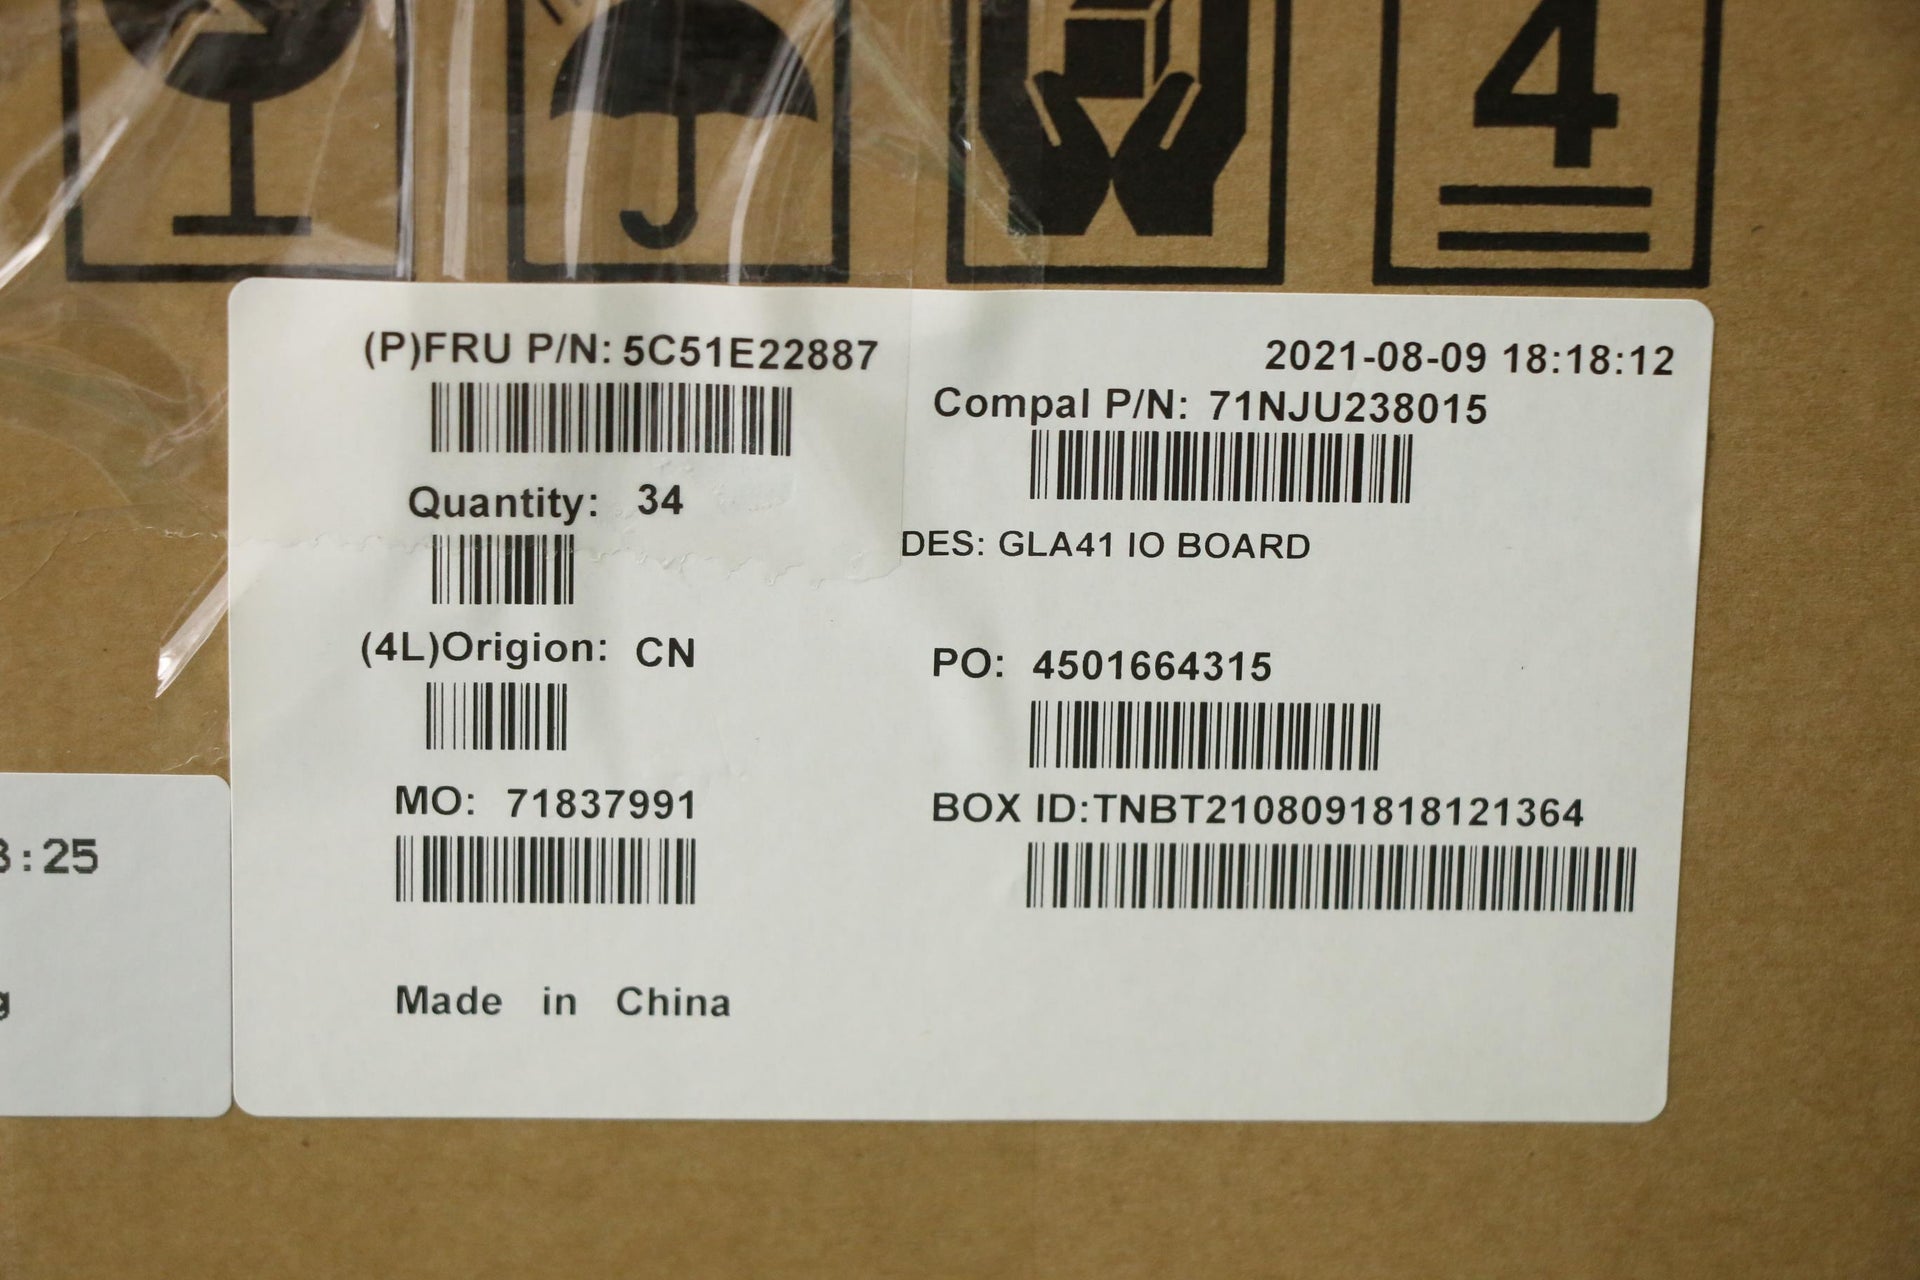 4
(P)FRU P/N: 5C51E22887
2021-08-09 18:18:12
Compal P/N: 71NJU238015
Quantity: 34
DES: GLA41 IO BOARD
(4L)Origion: CN
PO: 4501664315
MO: 71837991
BOX ID:TNBT2108091818121364
Made in China
:25